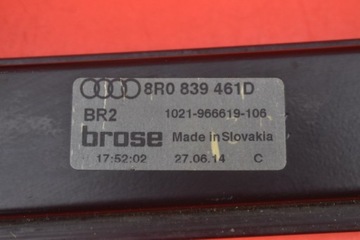 8R0 839 461D
BR2 1021-966619-106
brose Made in Slovakia
17:52:02 27.06.14 C